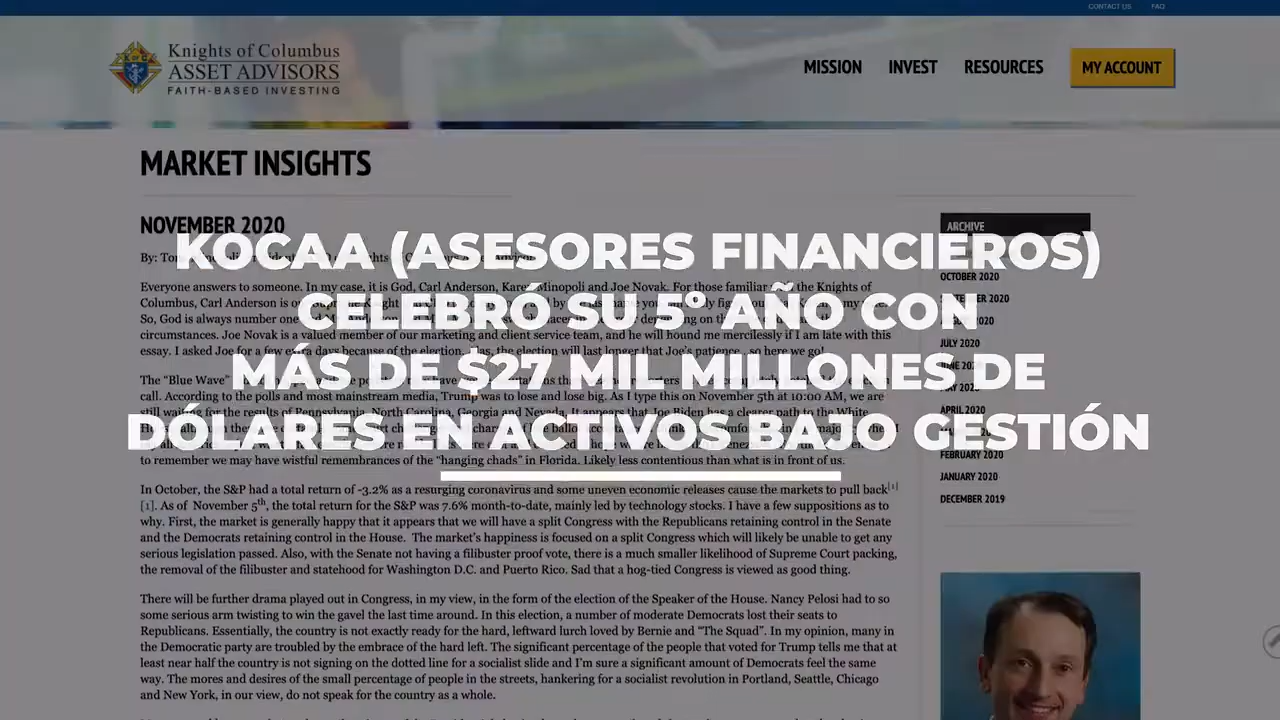 CONTACT US FAQ
Knights of Columbus
ASSET ADVISORS
FAITH-BASED INVESTING
MISSION INVEST RESOURCES MY ACCOUNT
MARKET INSIGHTS
NOVEMBER 2020
KOCAA (ASESORES FINANCIEROS)
CELEBRÓ SU 5º AÑO CON
MÁS DE $27 MIL MILLONES DE
DÓLARES EN ACTIVOS BAJO GESTIÓN
By:
Everyone answers to someone. In my case, it is God, Carl Anderson, Minopoli and Joe Novak. For those familiar the Knights of
Columbus, Carl Anderson is
So, God is always number
circumstances. Joe Novak is a valued member of our marketing and client service team, and he will hound me mercilessly if I am late with this
essay. I asked Joe for a few extra days because of the election. the election will last longer that Joe's patience so here we go!
The “Blue Wave”
call. According to the polls and most mainstream media, Trump was to lose and lose big. As I type this on November 5th at 10:00 AM, we are
still waiting for the results of Pennsylvania, North Carolina, Georgia and Nevada. It appears that Joe Biden has a clearer path to the White
to remember we may have wistful remembrances of the “hanging chads” in Florida. Likely less contentious than what is in front of us.
In October, the S&P had a total return of -3.2% as a resurging coronavirus and some uneven economic releases cause the markets to pull back[1]
[1]. As of November 5th, the total return for the S&P was 7.6% month-to-date, mainly led by technology stocks. I have a few suppositions as to
why. First, the market is generally happy that it appears that we will have a split Congress with the Republicans retaining control in the Senate
and the Democrats retaining control in the House. The market's happiness is focused on a split Congress which will likely be unable to get any
serious legislation passed. Also, with the Senate not having a filibuster proof vote, there is a much smaller likelihood of Supreme Court packing,
the removal of the filibuster and statehood for Washington D.C. and Puerto Rico. Sad that a hog-tied Congress is viewed as good thing.
There will be further drama played out in Congress, in my view, in the form of the election of the Speaker of the House. Nancy Pelosi had to so
some serious arm twisting to win the gavel the last time around. In this election, a number of moderate Democrats lost their seats to
Republicans. Essentially, the country is not exactly ready for the hard, leftward lurch loved by Bernie and “The Squad”. In my opinion, many in
the Democratic party are troubled by the embrace of the hard left. The significant percentage of the people that voted for Trump tells me that at
least near half the country is not signing on the dotted line for a socialist slide and I'm sure a significant amount of Democrats feel the same
way. The mores and desires of the small percentage of people in the streets, hankering for a socialist revolution in Portland, Seattle, Chicago
and New York, in our view, do not speak for the country as a whole.
ARCHIVE
OCTOBER 2020
2020
2020
JULY 2020
2020
2020
APRIL 2020
FEBRUARY 2020
JANUARY 2020
DECEMBER 2019